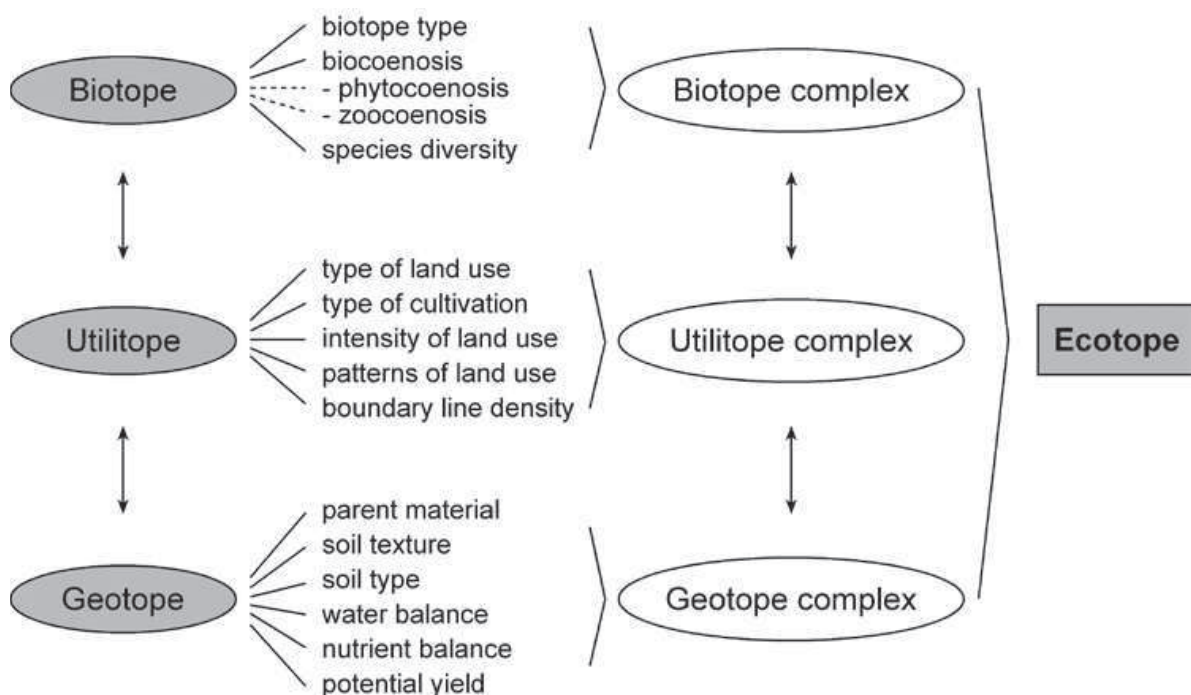 Biotope
biotope type
biocoenosis
- phytocoenosis
- zoocoenosis
species diversity
Biotope complex
Utilitope
type of land use
type of cultivation
intensity of land use
patterns of land use
boundary line density
Utilitope complex
Ecotope
Geotope
parent material
soil texture
soil type
water balance
nutrient balance
potential yield
Geotope complex